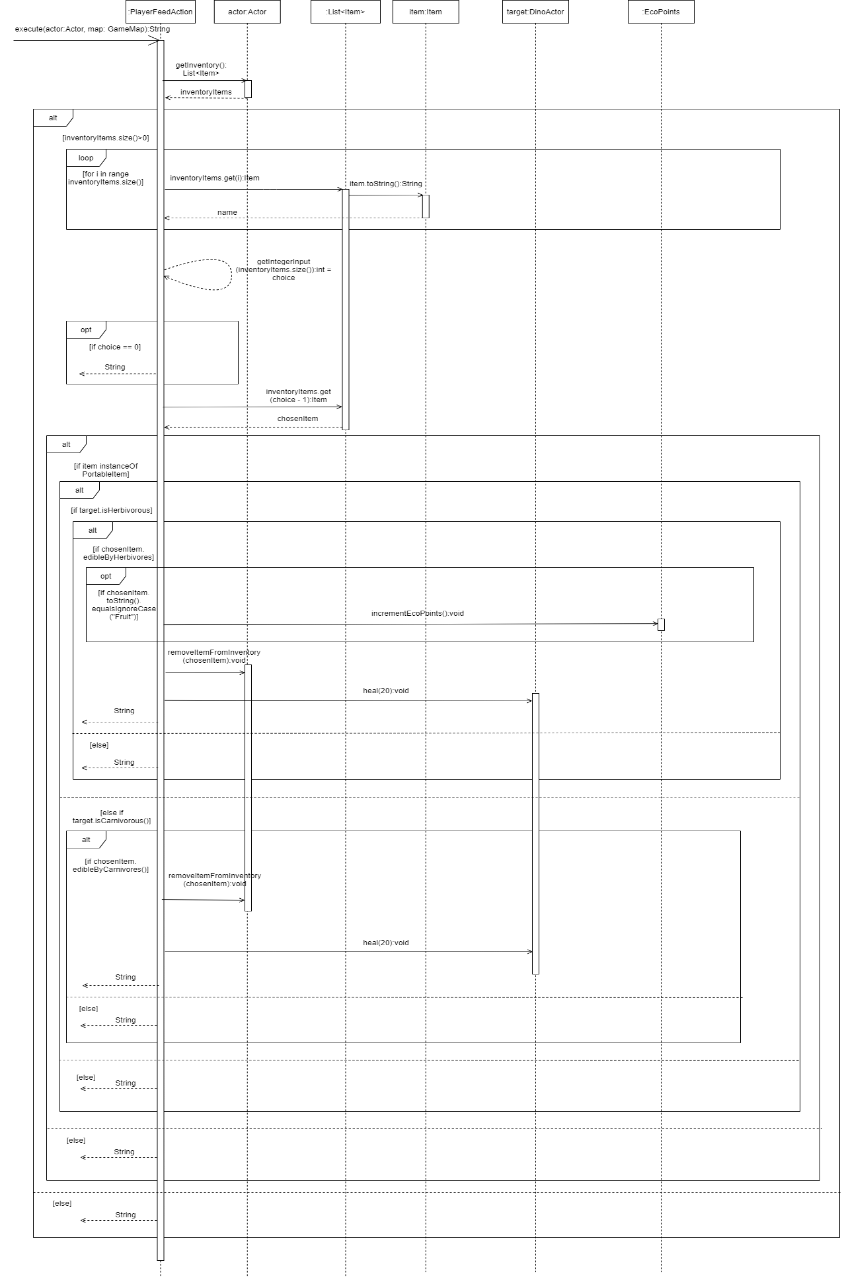 :PlayerFeedAction
actor:Actor
:List<Item>
item:Item
target:DinoActor
:EcoPoints
execute(actor:Actor, map: GameMap):String
getInventory();
List<Item>
inventoryItems
alt
[inventoryItems size()>0]
loop
[for i in range
inventoryItems.size()]
inventoryItems.get(i):Item
item.toString():String
name
getIntegerInput
(inventoryItems.size()):int =
choice
opt
[if choice == 0]
String
inventoryItems.get
(choice - 1):Item
chosenItem
alt
[if item instanceOf
PortableItem]
alt
[if target.isHerbivorous]
alt
[if chosenItem.
edibleByHerbivores]
opt
[if chosenItem.
toString().
equalsIgnoreCase
("Fruit")]
incrementEcoPoints():void
removeItemFromInventory
(chosenItem):void
heal(20):void
String
[else]
String
[else if
target.isCarnivorous()]
alt
[if chosenItem.
edibleByCarnivores()]
removeItemFromInventory
(chosenItem):void
heal(20):void
String
[else]
String
[else]
String
[else]
String
[else]
String